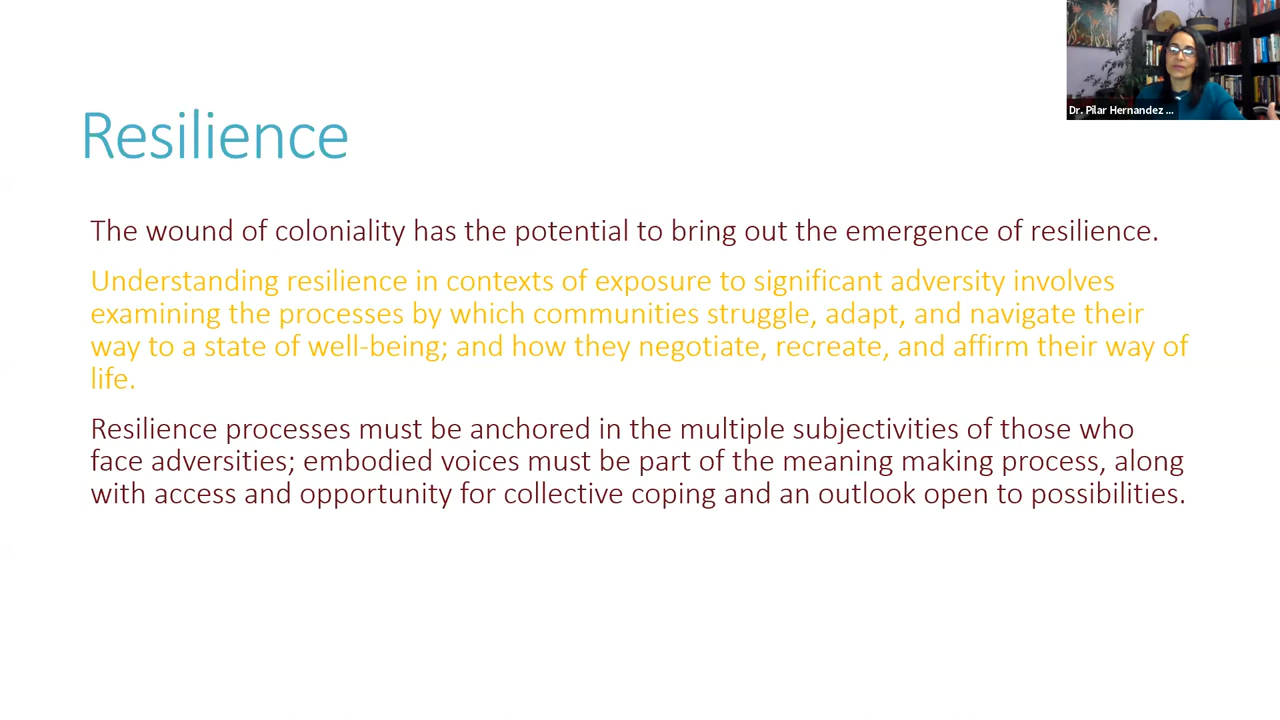 Dr. Pilar Hernandez ...
Resilience
The wound of coloniality has the potential to bring out the emergence of resilience.
Understanding resilience in contexts of exposure to significant adversity involves
examining the processes by which communities struggle, adapt, and navigate their
way to a state of well-being; and how they negotiate, recreate, and affirm their way of
life.
Resilience processes must be anchored in the multiple subjectivities of those who
face adversities; embodied voices must be part of the meaning making process, along
with access and opportunity for collective coping and an outlook open to possibilities.